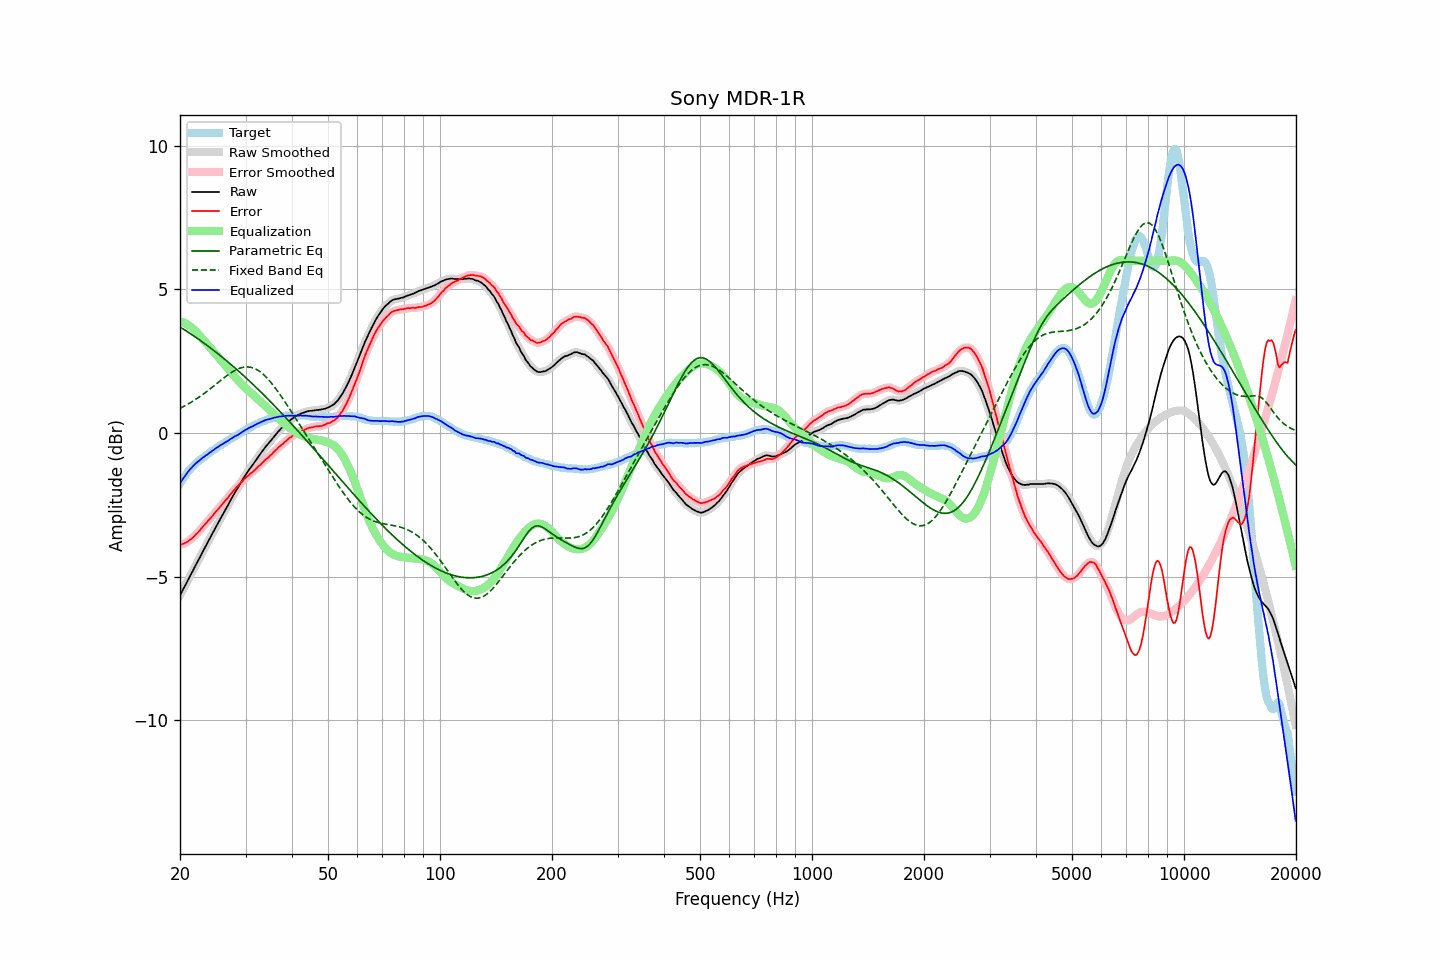 Sony MDR-1R
Target
Raw Smoothed
Error Smoothed
Raw
Error
Equalization
Parametric Eq
Fixed Band Eq
Equalized
10
5
0
−5
−10
Amplitude (dBr)
20 50 100 200 500 1000 2000 5000 10000 20000
Frequency (Hz)